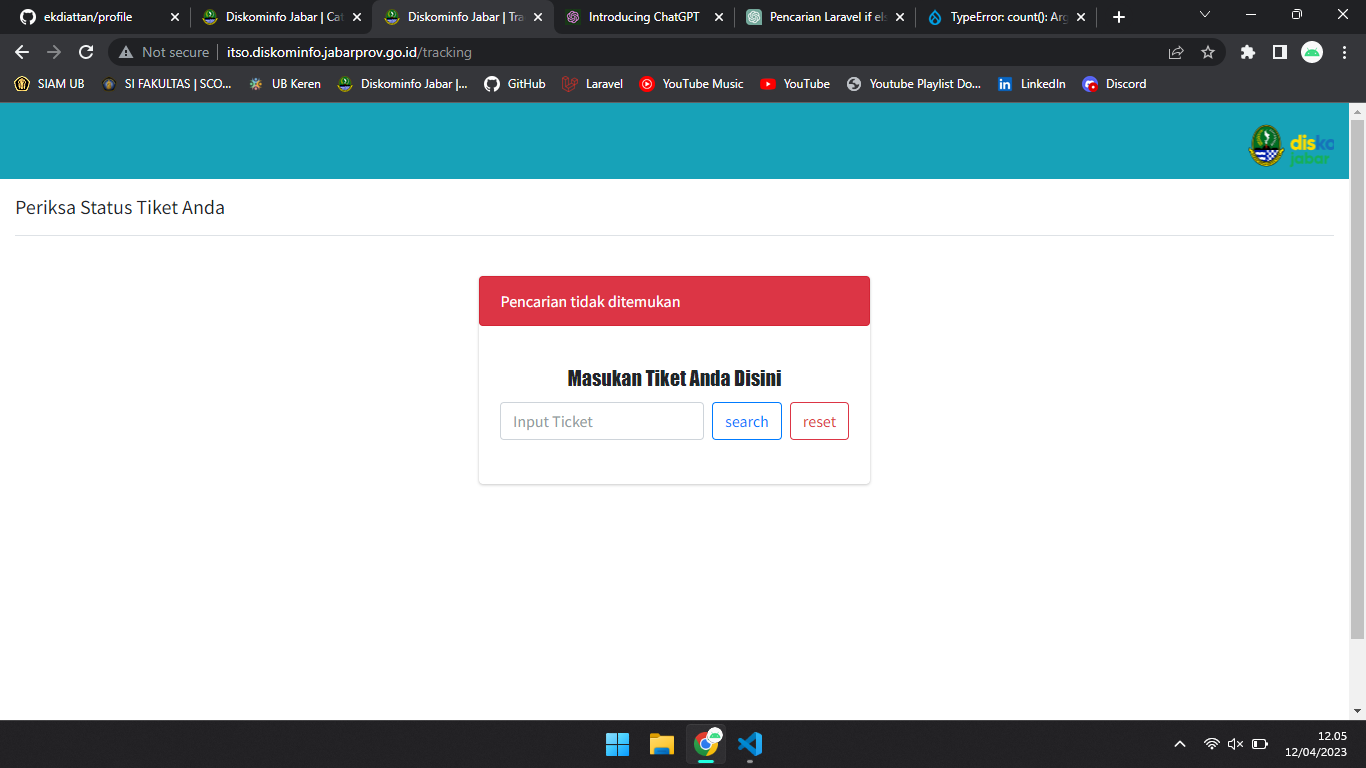 ekdiattan/profile
Diskominfo Jabar | Cat
Diskominfo Jabar | Tra
Introducing ChatGPT
Pencarian Laravel if els
TypeError: count(): Arg
Not secure | itso.diskominfo.jabarprov.go.id/tracking
SIAM UB
SI FAKULTAS | SCO...
UB Keren
Diskominfo Jabar |...
GitHub
Laravel
YouTube Music
YouTube
Youtube Playlist Do...
LinkedIn
Discord
disko
jabar
Periksa Status Tiket Anda
Pencarian tidak ditemukan
Masukan Tiket Anda Disini
Input Ticket
search
reset
12.05
12/04/2023